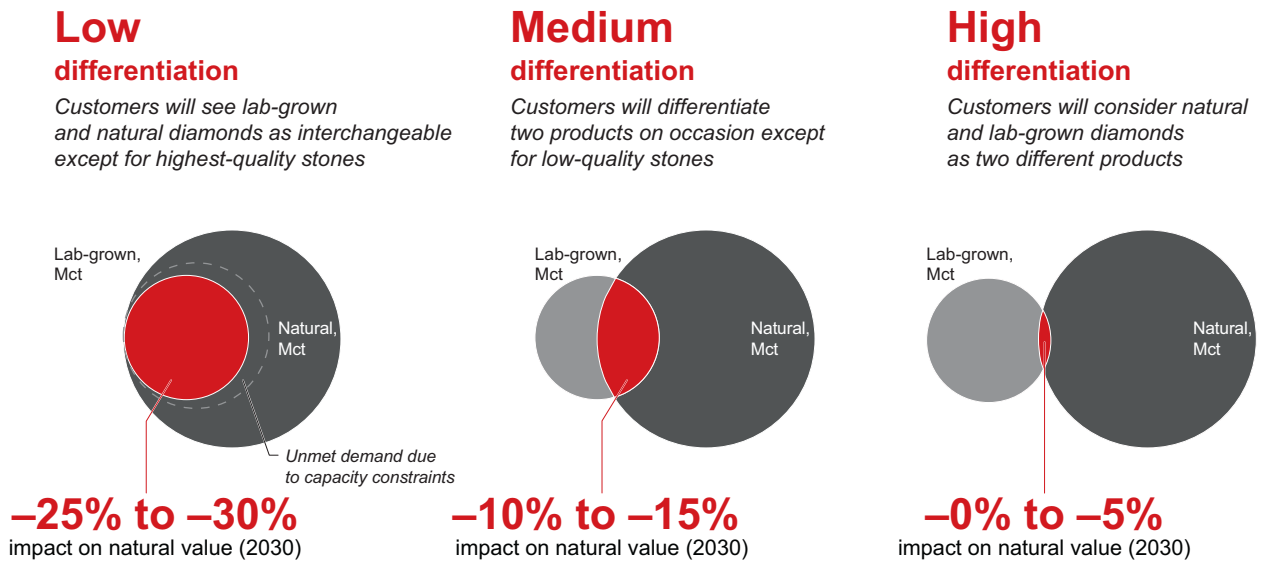 Low
differentiation
Customers will see lab-grown
and natural diamonds as interchangeable
except for highest-quality stones
Lab-grown,
Mct
Natural,
Mct
Unmet demand due
to capacity constraints
–25% to –30%
impact on natural value (2030)
Medium
differentiation
Customers will differentiate
two products on occasion except
for low-quality stones
Lab-grown,
Mct
Natural,
Mct
–10% to –15%
impact on natural value (2030)
High
differentiation
Customers will consider natural
and lab-grown diamonds
as two different products
Lab-grown,
Mct
Natural,
Mct
–0% to –5%
impact on natural value (2030)